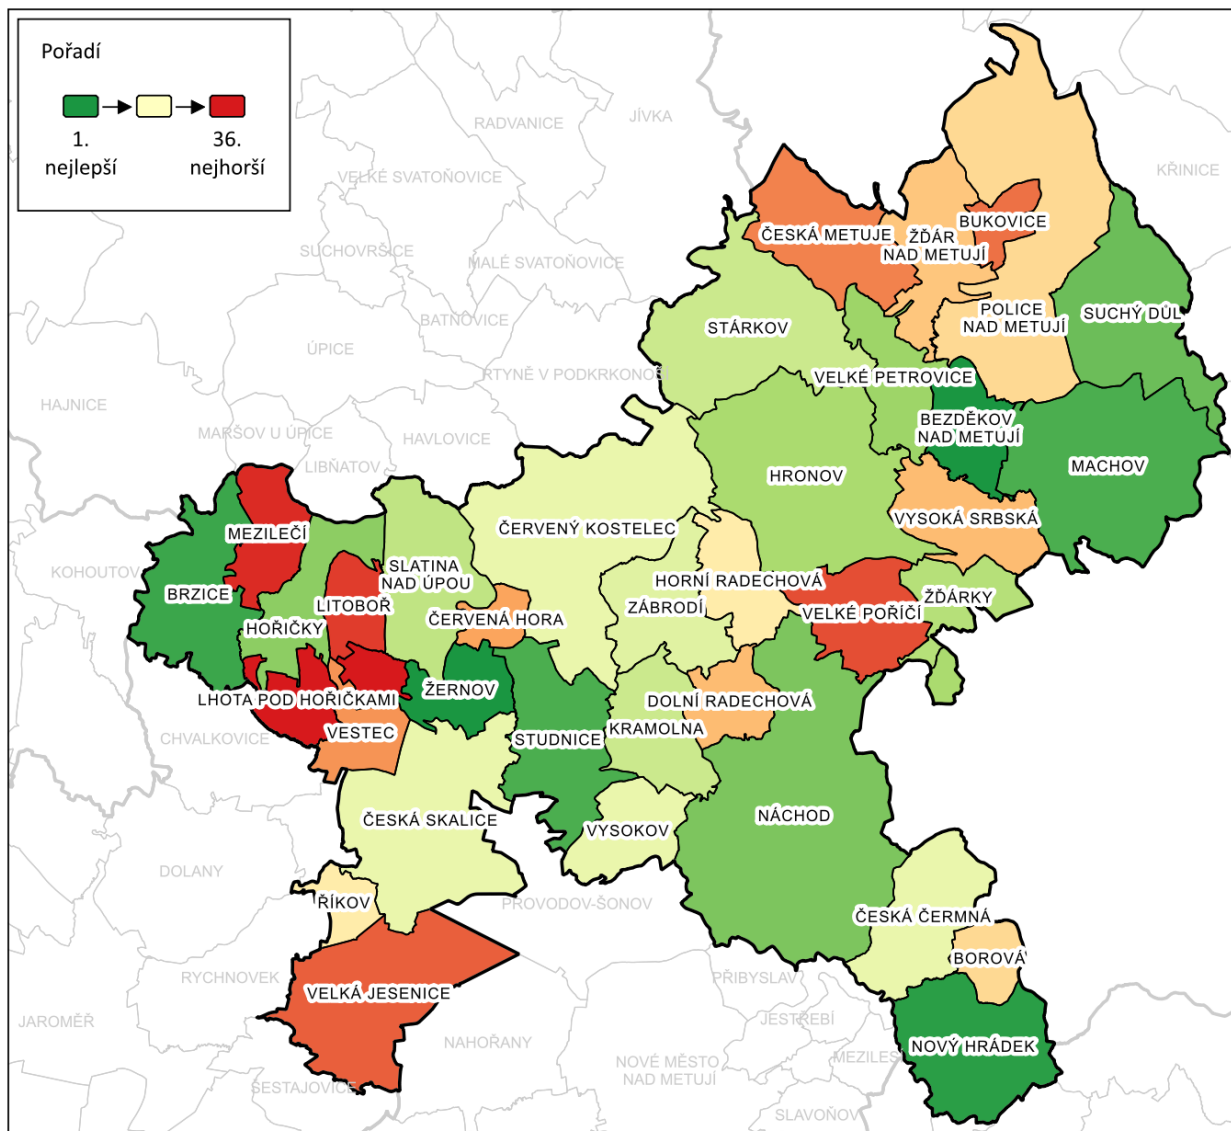 Pořadí
1.
36.
nejlepší
nejhorší
RADVANICE
JÍVKA
KŘINICE
VELKÉ SVATOŇOVICE
SUCHOVRŠICE
MALÉ SVATOŇOVICE
BUKOVICE
ČESKÁ METUJE
ŽĎÁR
NAD METUJÍ
POLICE
NAD METUJÍ
SUCHÝ DŮL
BATŇOVICE
STÁRKOV
ÚPICE
RTYNĚ V PODKRKONOŠ
VELKÉ PETROVICE
HAJNICE
BEZDĚKOV
NAD METUJÍ
MARŠOV U ÚPICE
HAVLOVICE
LIBŇATOV
HRONOV
MACHOV
VYSOKÁ SRBSKÁ
ČERVENÝ KOSTELEC
MEZILEČÍ
KOHOUTOV
SLATINA
NAD ÚPOU
HORNÍ RADECHOVÁ
BRZICE
LITOBOŘ
ZÁBRODÍ
VELKÉ POŘÍČÍ
ŽĎÁRKY
HOŘIČKY
ČERVENÁ HORA
LHOTA POD HOŘIČKAMI
ŽERNOV
DOLNÍ RADECHOVÁ
KRAMOLNA
VESTEC
STUDNICE
CHVALKOVICE
ČESKÁ SKALICE
VYSOKOV
NÁCHOD
DOLANY
ŘÍKOV
PROVODOV-ŠONOV
ČESKÁ ČERMNÁ
BOROVÁ
RYCHNOVEK
PŘIBYSLAV
VELKÁ JESENICE
JAROMĚŘ
JESTŘEBÍ
NAHOŘANY
NOVÉ MĚSTO
NAD METUJÍ
MEZILES
NOVÝ HRÁDEK
ŠESTAJOVICE
SLAVOŇOV